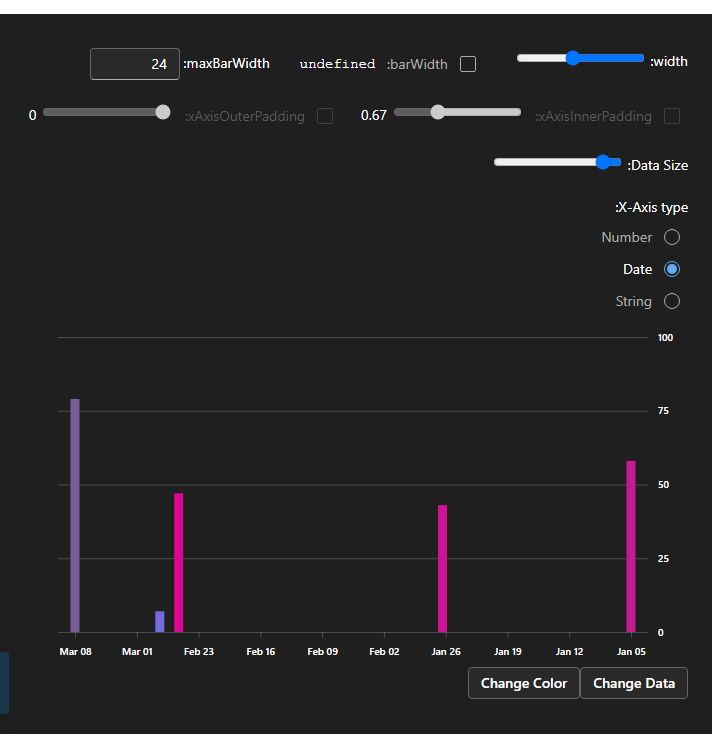 24 :maxBarWidth undefined :barWidth :width
0 :xAxisOuterPadding 0.67 :xAxisInnerPadding
:Data Size
:X-Axis type
Number
Date
String
100
75
50
25
0
Mar 08 Mar 01 Feb 23 Feb 16 Feb 09 Feb 02 Jan 26 Jan 19 Jan 12 Jan 05
Change Color Change Data